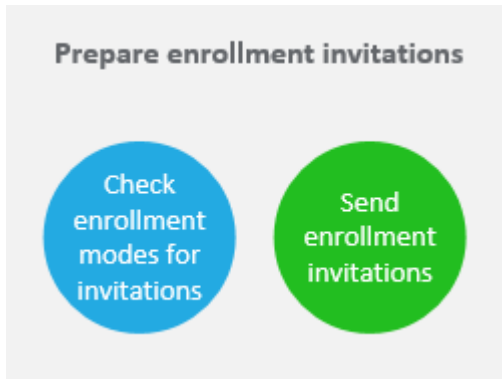 Prepare enrollment invitations
Check
enrollment
modes for
invitations
Send
enrollment
invitations